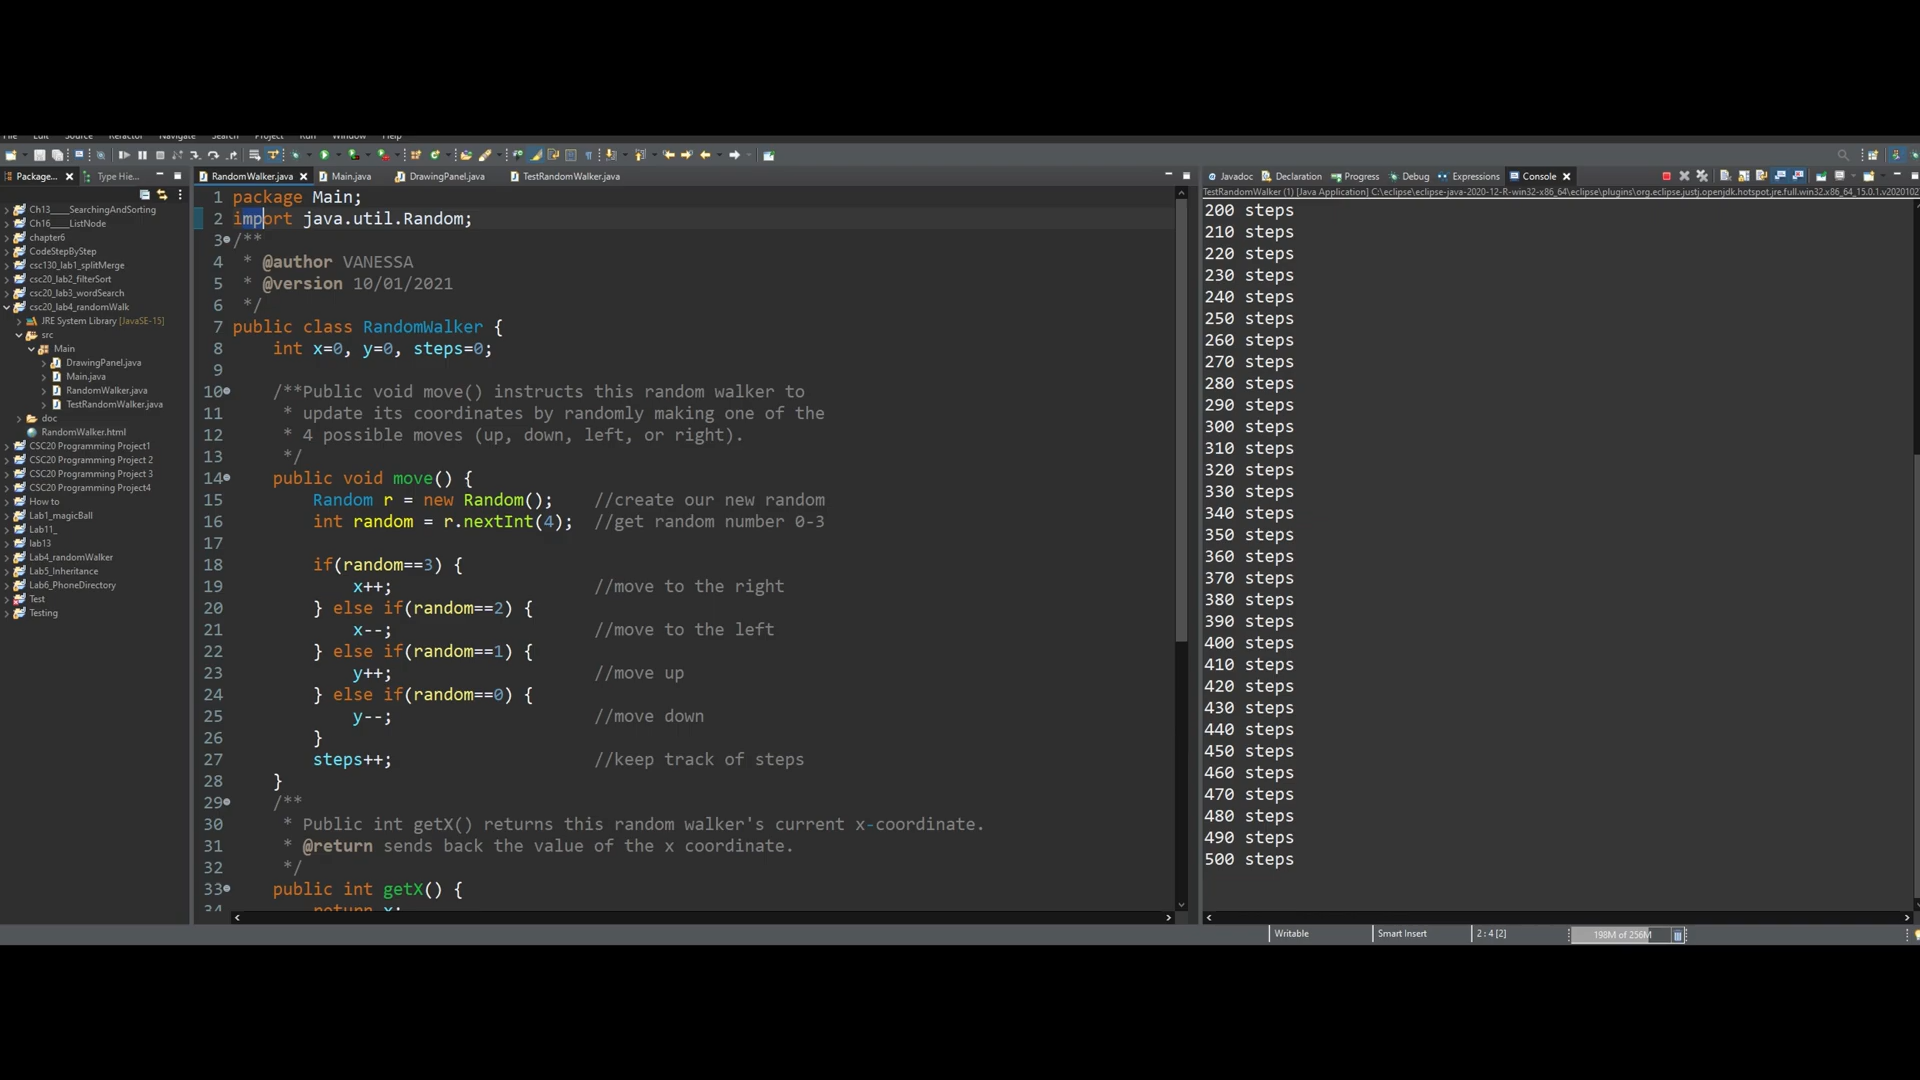 File Edit Source Refactor Navigate Search Project Run Window Help
Package... Type Hie...
Ch13____SearchingAndSorting
Ch16____ListNode
chapter6
CodeStepByStep
csc130_lab1_splitMerge
csc20_lab2_filterSort
csc20_lab3_wordSearch
csc20_lab4_randomWalk
JRE System Library [JavaSE-15]
src
Main
DrawingPanel.java
Main.java
RandomWalker.java
TestRandomWalker.java
doc
RandomWalker.html
CSC20 Programming Project1
CSC20 Programming Project 2
CSC20 Programming Project 3
CSC20 Programming Project4
How to
Lab1_magicBall
Lab11_
lab13
Lab4_randomWalker
Lab5_Inheritance
Lab6_PhoneDirectory
Test
Testing
RandomWalker.java Main.java DrawingPanel.java TestRandomWalker.java
1 package Main;
2 import java.util.Random;
3 /**
4 * @author VANESSA
5 * @version 10/01/2021
6 */
7 public class RandomWalker {
8 int x=0, y=0, steps=0;
9
10 /**Public void move() instructs this random walker to
11 * update its coordinates by randomly making one of the
12 * 4 possible moves (up, down, left, or right).
13 */
14 public void move() {
15 Random r = new Random(); //create our new random
16 int random = r.nextInt(4); //get random number 0-3
17
18 if(random==3) {
19 x++; //move to the right
20 } else if(random==2) {
21 x--; //move to the left
22 } else if(random==1) {
23 y++; //move up
24 } else if(random==0) {
25 y--; //move down
26 }
27 steps++; //keep track of steps
28 }
29 /**
30 * Public int getX() returns this random walker's current x-coordinate.
31 * @return sends back the value of the x coordinate.
32 */
33 public int getX() {
34 return x;
Javadoc Declaration Progress Debug Expressions Console
TestRandomWalker (1) [Java Application] C:\eclipse\eclipse-java-2020-12-R-win32-x86_64\eclipse\plugins\org.eclipse.justj.openjdk.hotspot.jre.full.win32.x86_64_15.0.1.v2020102
200 steps
210 steps
220 steps
230 steps
240 steps
250 steps
260 steps
270 steps
280 steps
290 steps
300 steps
310 steps
320 steps
330 steps
340 steps
350 steps
360 steps
370 steps
380 steps
390 steps
400 steps
410 steps
420 steps
430 steps
440 steps
450 steps
460 steps
470 steps
480 steps
490 steps
500 steps
Writable Smart Insert 2 : 4 [2] 198M of 256M